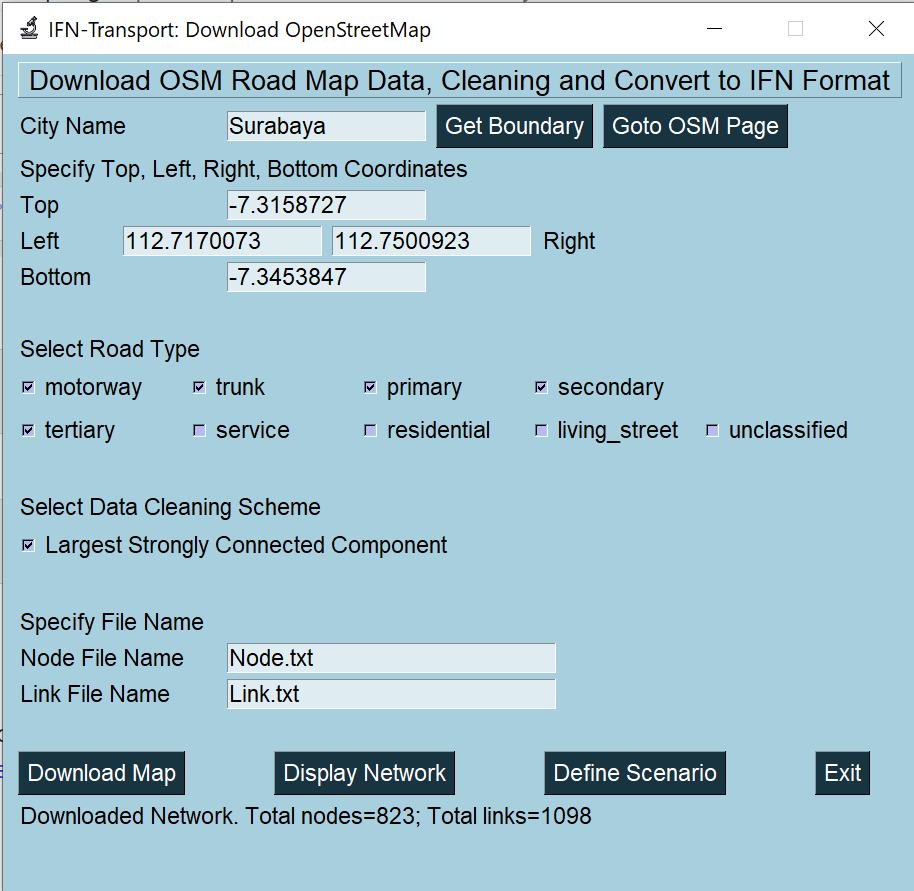 IFN-Transport: Download OpenStreetMap
Download OSM Road Map Data, Cleaning and Convert to IFN Format
City Name Surabaya Get Boundary Goto OSM Page
Specify Top, Left, Right, Bottom Coordinates
Top -7.3158727
Left 112.7170073 112.7500923 Right
Bottom -7.3453847
Select Road Type
motorway trunk primary secondary
tertiary service residential living_street unclassified
Select Data Cleaning Scheme
Largest Strongly Connected Component
Specify File Name
Node File Name Node.txt
Link File Name Link.txt
Download Map Display Network Define Scenario Exit
Downloaded Network. Total nodes=823; Total links=1098